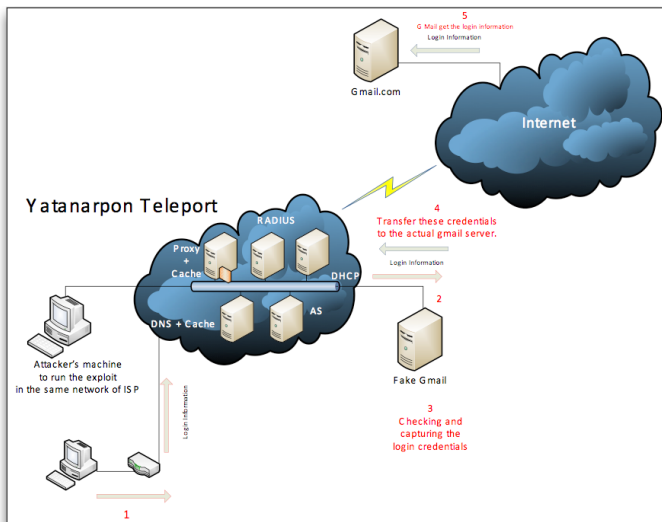 5
G Mail get the login information
Login Information
Gmail.com
Internet
Yatanarpon Teleport
RADIUS
Proxy
+
Cache
DHCP
DNS + Cache
AS
4
Transfer these credentials
to the actual gmail server.
Login Information
2
Fake Gmail
3
Checking and
capturing the
login credentials
Attacker's machine
to run the exploit
in the same network of ISP
Login Information
1